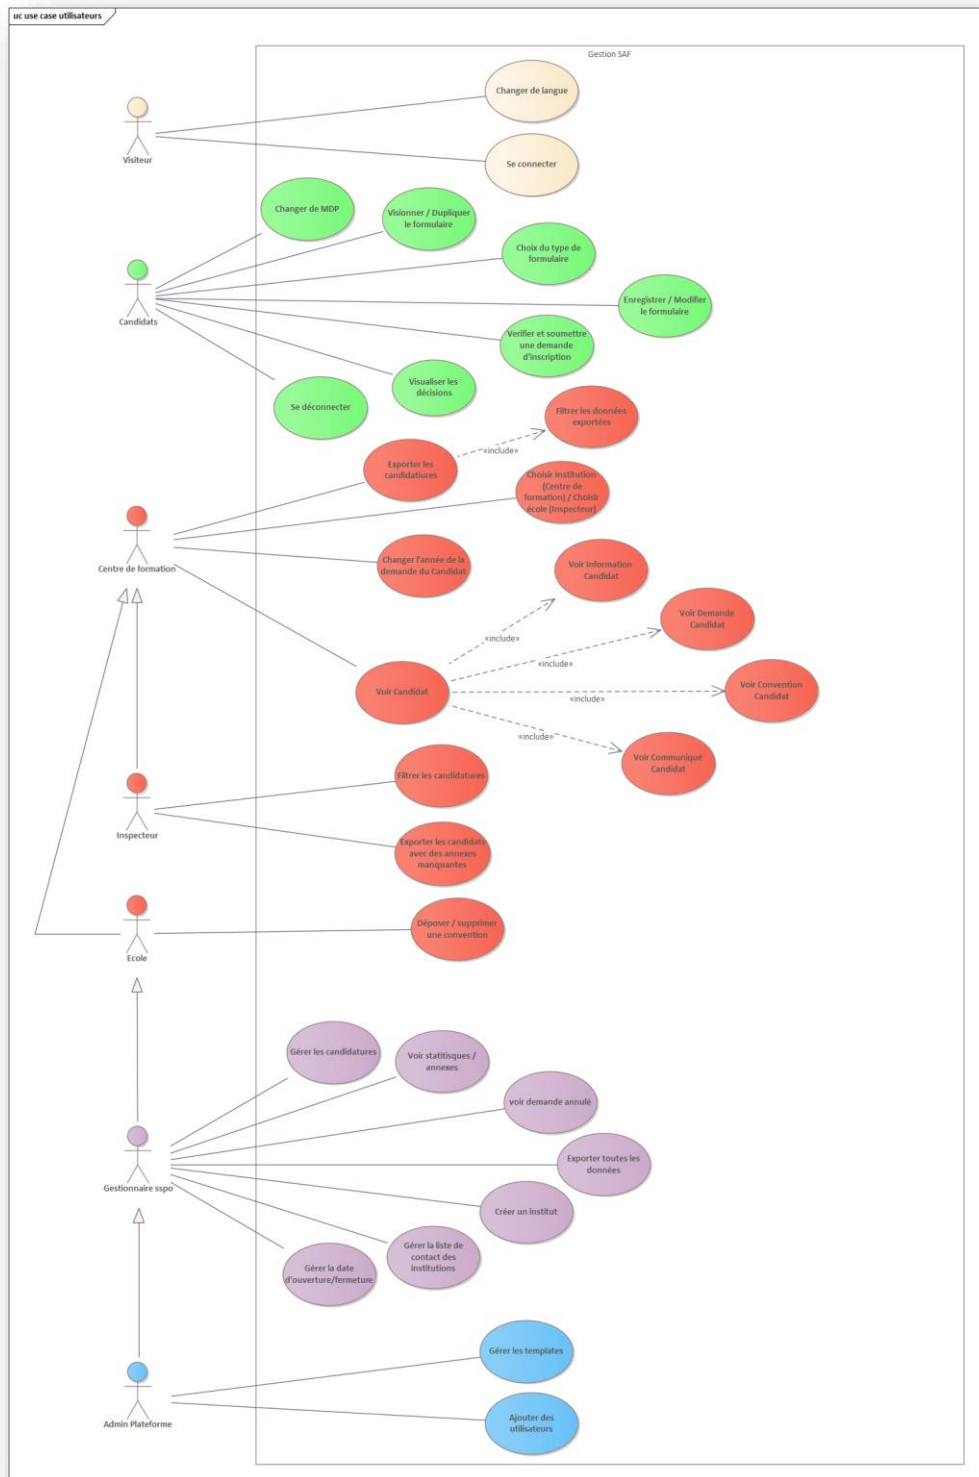 uc use case utilisateurs
Gestion SAF
Changer de langue
Visiteur
Se connecter
Changer de MDP
Visionner / Dupliquer
le formulaire
Choix du type de
formulaire
Candidats
Enregistrer / Modifier
le formulaire
Verifier et soumettre
une demande
d'inscription
Visualiser les
décisions
Se déconnecter
Filtrer les données
exportées
«include»
Exporter les
candidatiures
Choisir Institution
(Centre de
formation) / Choisir
école (Inspecteur)
Centre de formation
Changer l'année de la
demande du Candidat
Voir Information
Candidat
«include»
Voir Demande
Candidat
«include»
Voir Candidat
Voir Convention
Candidat
«include»
«include»
Voir Communiqué
Candidat
Filtrer les candidatures
Inspecteur
Exporter les candidats
avec des annexes
manquantes
Déposer / supprimer
une convention
Ecole
Gérer les candidatures
Voir statitisques /
annexes
voir demande annulé
Exporter toutes les
données
Gestionnaire sspo
Créer un institut
Gérer la liste de
contact des
institutions
Gérer la date
d'ouverture/fermeture
Gérer les templates
Admin Plateforme
Ajouter des
utilisateurs